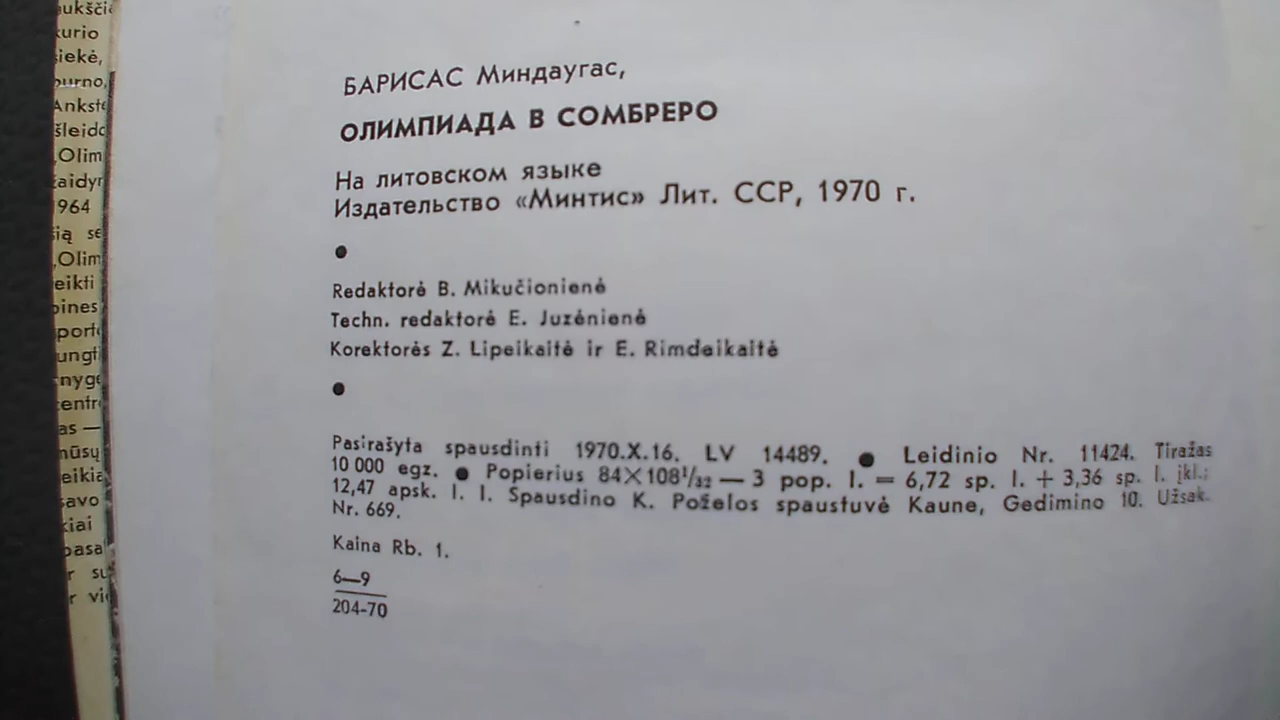 БАРИСАС Миндаугас,
ОЛИМПИАДА В СОМБРЕРО
На литовском языке
Издательство «Минтис» Лит. ССР, 1970 г.
●
Redaktorė B. Mikučionienė
Techn. redaktorė E. Juzėnienė
Korektorės Z. Lipeikaitė ir E. Rimdeikaitė
●
Pasirašyta spausdinti 1970.X.16. LV 14489. ● Leidinio Nr. 11424. Tiražas
10 000 egz. ● Popierius 84×108¹/₃₂ — 3 pop. l. = 6,72 sp. l. + 3,36 sp. l. įkl.;
12,47 apsk. l. l. Spausdino K. Poželos spaustuvė Kaune, Gedimino 10. Užsak.
Nr. 669.
Kaina Rb. 1.
6—9
204-70